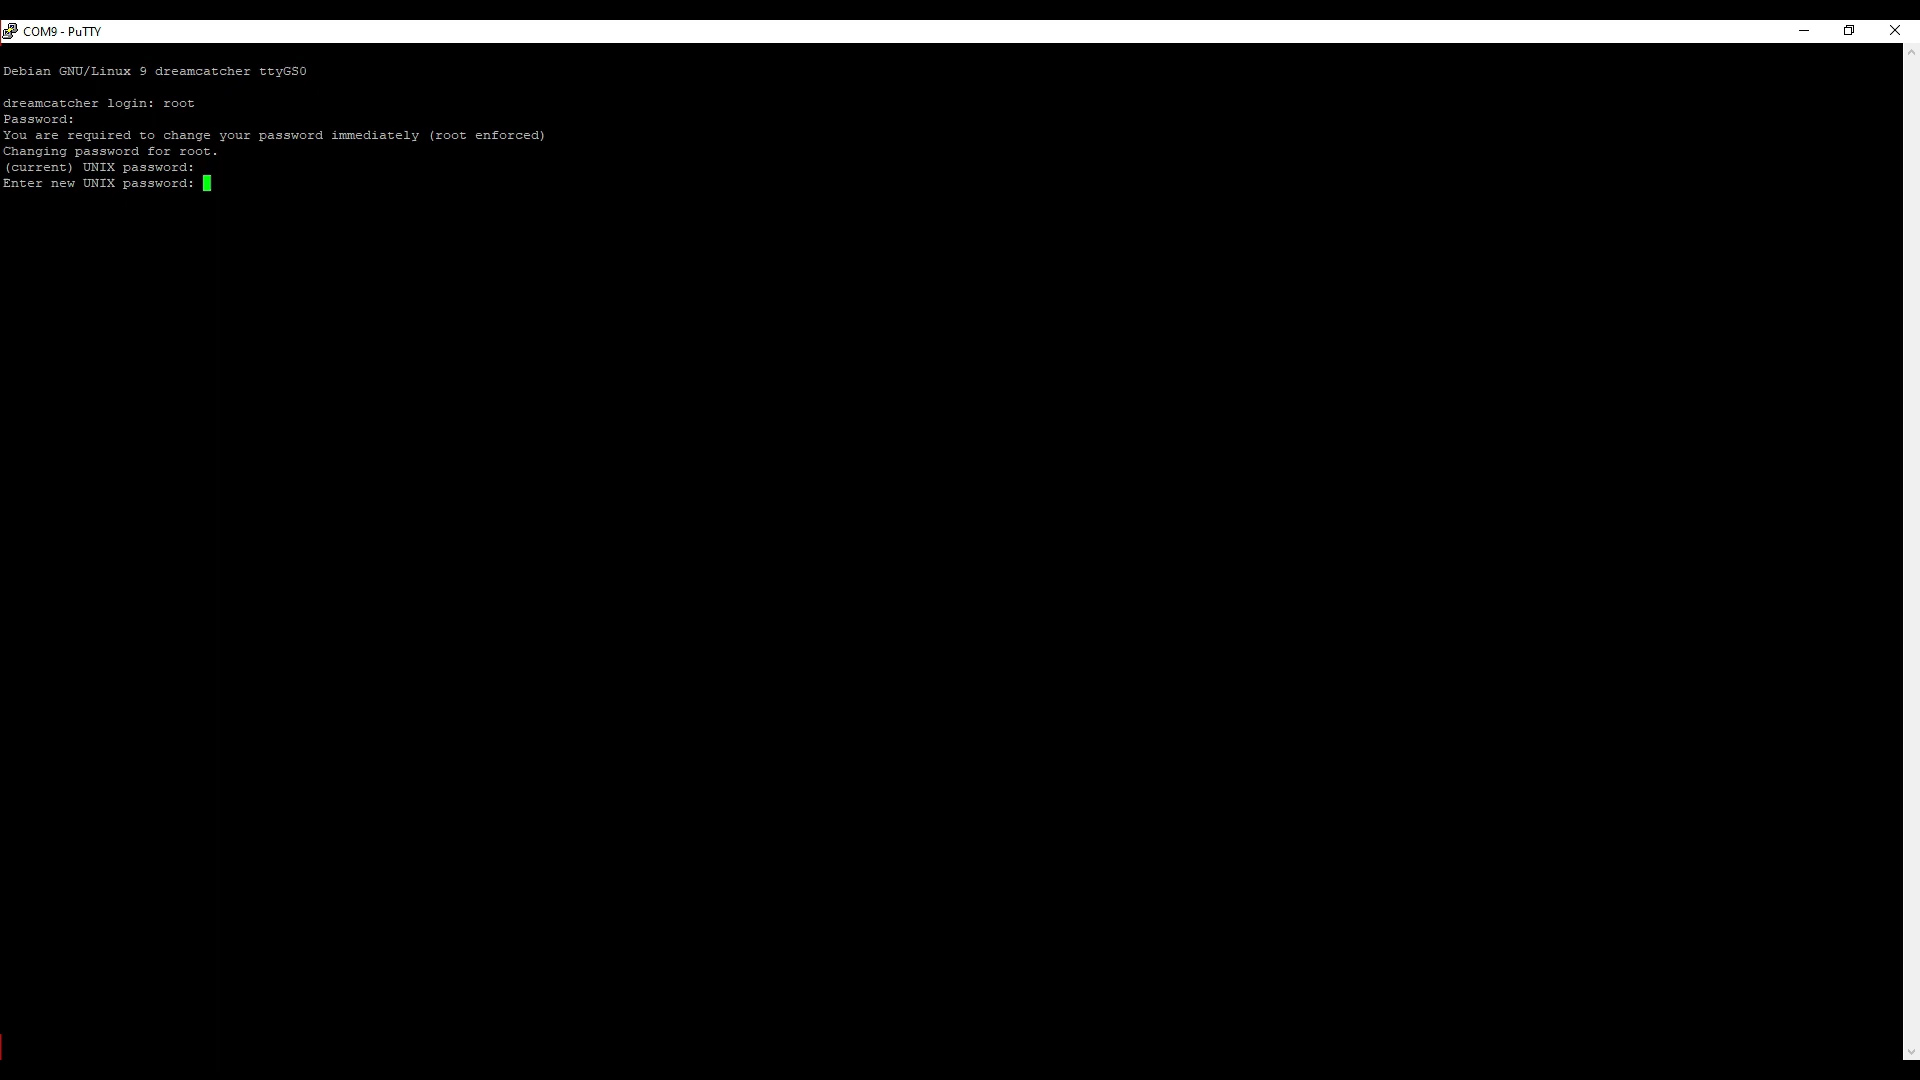 COM9 - PuTTY
Debian GNU/Linux 9 dreamcatcher ttyGS0
dreamcatcher login: root
Password:
You are required to change your password immediately (root enforced)
Changing password for root.
(current) UNIX password:
Enter new UNIX password: